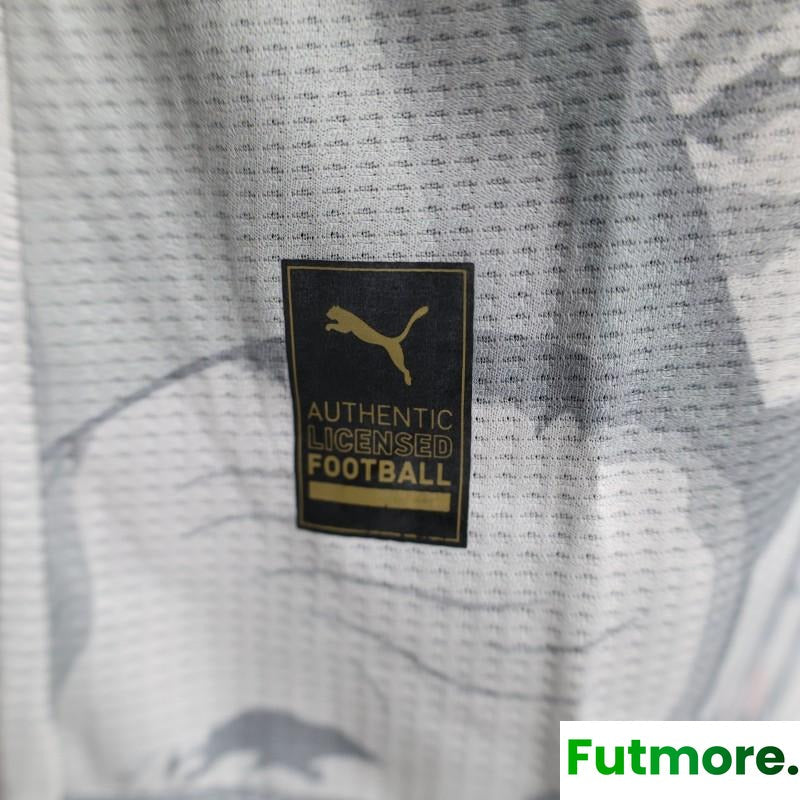 AUTHENTIC
LICENSED
FOOTBALL
Futmore.